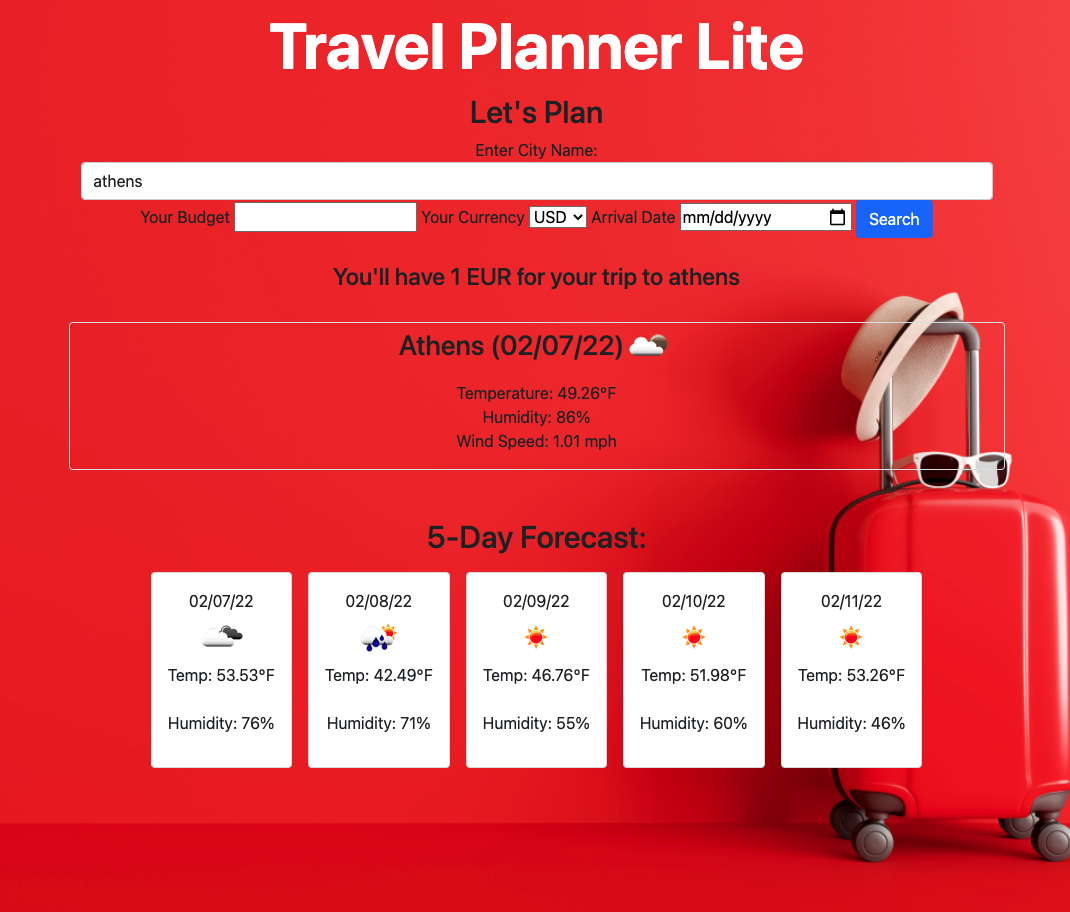 Travel Planner Lite
Let's Plan
Enter City Name:
athens
Your Budget Your Currency USD Arrival Date mm/dd/yyyy Search
You'll have 1 EUR for your trip to athens
Athens (02/07/22)
Temperature: 49.26°F
Humidity: 86%
Wind Speed: 1.01 mph
5-Day Forecast:
02/07/22 02/08/22 02/09/22 02/10/22 02/11/22
Temp: 53.53°F Temp: 42.49°F Temp: 46.76°F Temp: 51.98°F Temp: 53.26°F
Humidity: 76% Humidity: 71% Humidity: 55% Humidity: 60% Humidity: 46%